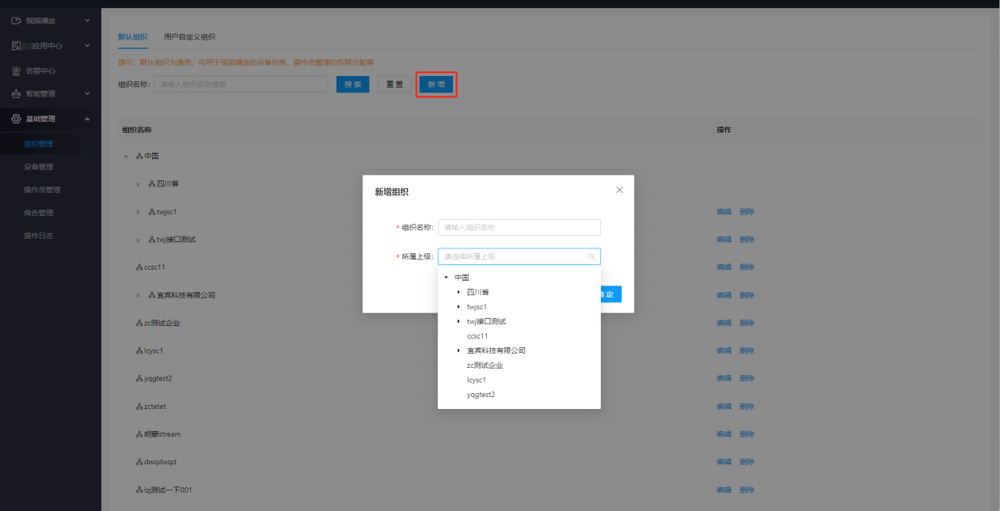 视频播放
应用中心
告警中心
智能管理
基础管理
组织管理
设备管理
操作员管理
角色管理
操作日志
默认组织 用户自定义组织
提示：默认组织为通用，可用于视频播放的设备列表、操作员管理的权限分配等
组织名称: 请输入组织名称搜索 搜 索 重 置 新 增
组织名称 操作
中国
四川省
twjsc1 编辑 删除
twj接口测试 编辑 删除
ccsc11 编辑 删除
宜宾科技有限公司 编辑 删除
zc测试企业 编辑 删除
lcysc1 编辑 删除
yqgtest2 编辑 删除
zctetet 编辑 删除
胡蒙stream 编辑 删除
dwqdwqd 编辑 删除
lzj测试一下001 编辑 删除
新增组织
* 组织名称: 请输入组织名称
* 所属上级: 请选择所属上级
中国
四川省
twjsc1
twj接口测试
ccsc11
宜宾科技有限公司
zc测试企业
lcysc1
yqgtest2
确 定